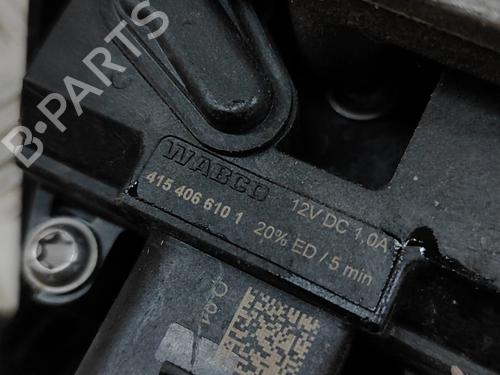 B-PARTS
WABCO 12V DC 1,0A
415 406 610 1 20% ED / 5 min